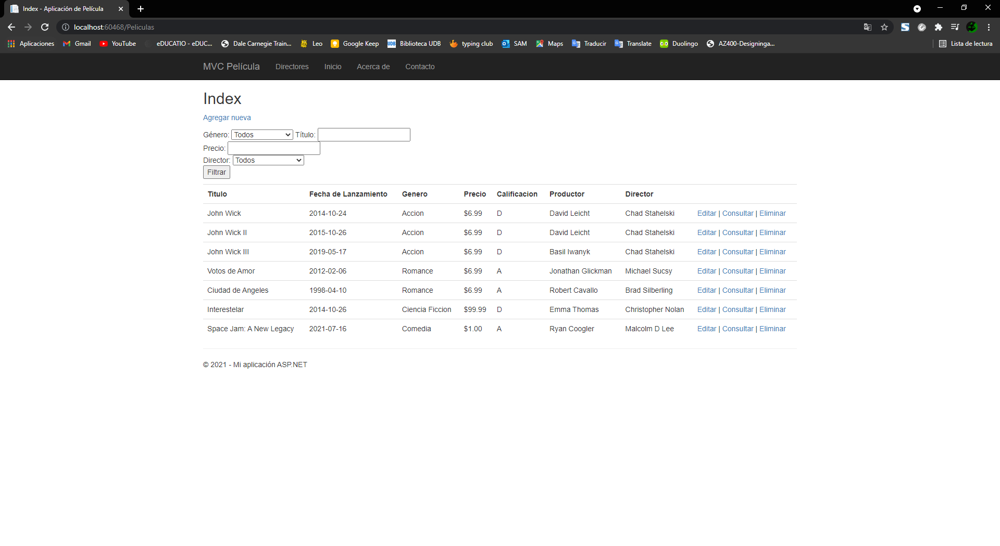 Index - Aplicación de Película
localhost:60468/Peliculas
Aplicaciones Gmail YouTube eDUCATIO - eDUC... Dale Carnegie Train... Leo Google Keep UDB Biblioteca UDB typing club SAM Maps Traducir Translate Duolingo AZ400-Designinga... Lista de lectura
MVC Película Directores Inicio Acerca de Contacto
Index
Agregar nueva
Género: Todos Título:
Precio:
Director: Todos
Filtrar
Titulo Fecha de Lanzamiento Genero Precio Calificacion Productor Director
John Wick 2014-10-24 Accion $6.99 D David Leicht Chad Stahelski Editar | Consultar | Eliminar
John Wick II 2015-10-26 Accion $6.99 D David Leicht Chad Stahelski Editar | Consultar | Eliminar
John Wick III 2019-05-17 Accion $6.99 D Basil Iwanyk Chad Stahelski Editar | Consultar | Eliminar
Votos de Amor 2012-02-06 Romance $6.99 A Jonathan Glickman Michael Sucsy Editar | Consultar | Eliminar
Ciudad de Angeles 1998-04-10 Romance $6.99 A Robert Cavallo Brad Silberling Editar | Consultar | Eliminar
Interestelar 2014-10-26 Ciencia Ficcion $99.99 D Emma Thomas Christopher Nolan Editar | Consultar | Eliminar
Space Jam: A New Legacy 2021-07-16 Comedia $1.00 A Ryan Coogler Malcolm D Lee Editar | Consultar | Eliminar
© 2021 - Mi aplicación ASP.NET